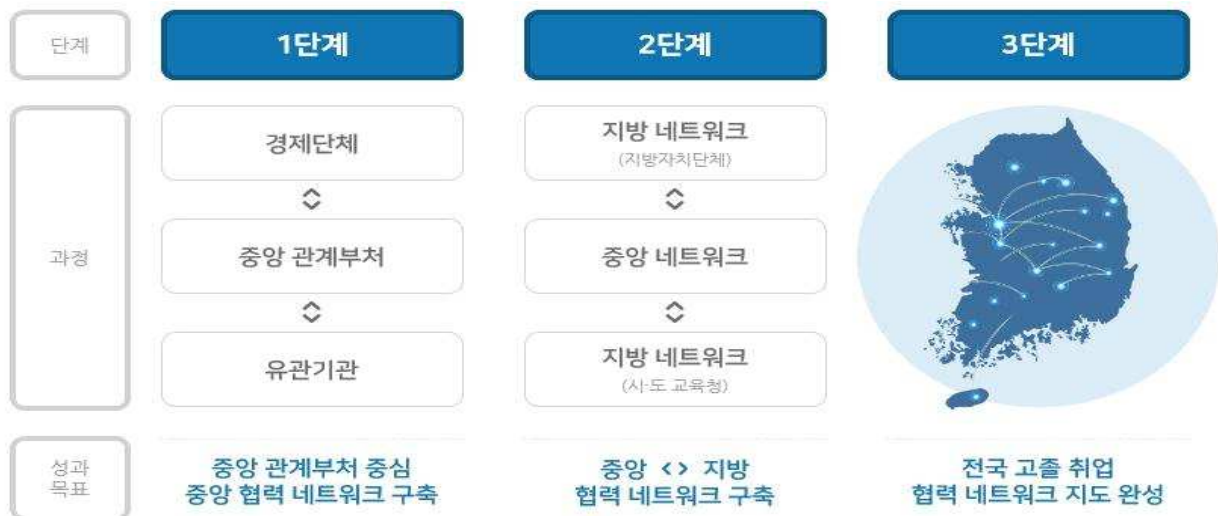 단계
1단계
2단계
3단계
과정
경제단체
중앙 관계부처
유관기관
지방 네트워크
(지방자치단체)
중앙 네트워크
지방 네트워크
(시·도 교육청)
성과
목표
중앙 관계부처 중심
중앙 협력 네트워크 구축
중앙 <> 지방
협력 네트워크 구축
전국 고졸 취업
협력 네트워크 지도 완성